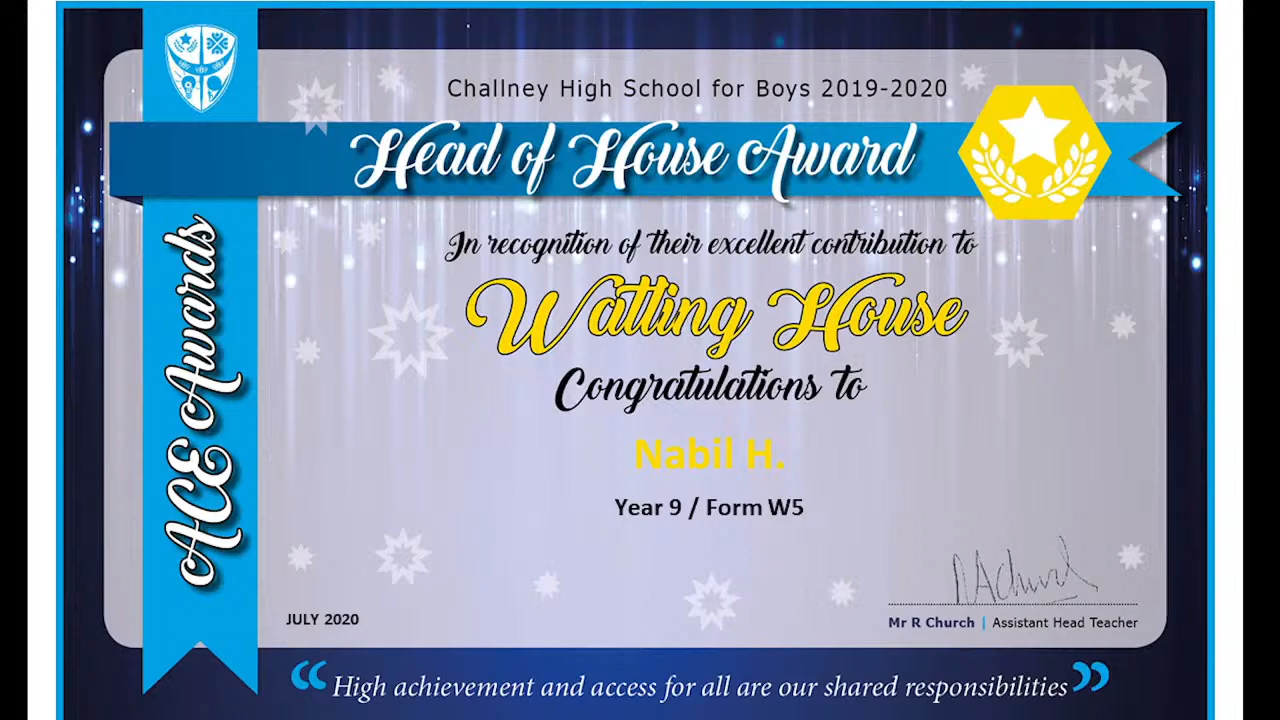 Challney High School for Boys 2019-2020
Head of House Award
ACE Awards
In recognition of their excellent contribution to
Watling House
Congratulations to
Nabil H.
Year 9 / Form W5
JULY 2020
Mr R Church | Assistant Head Teacher
“High achievement and access for all are our shared responsibilities”